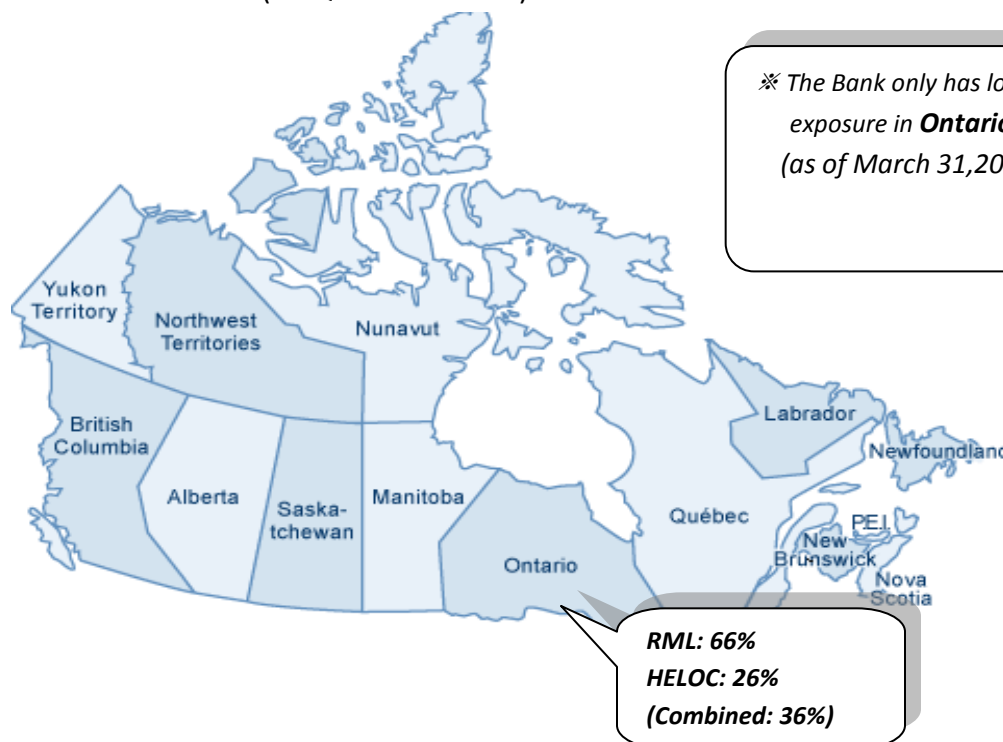 ※ The Bank only has
exposure in Ontario
(as of March 31,20
Yukon
Territory
Northwest
Territories
Nunavut
British
Columbia
Alberta
Saska-
tchewan
Manitoba
Ontario
Québec
Labrador
Newfoundland
P.E.I.
New
Brunswick
Nova
Scotia
RML: 66%
HELOC: 26%
(Combined: 36%)